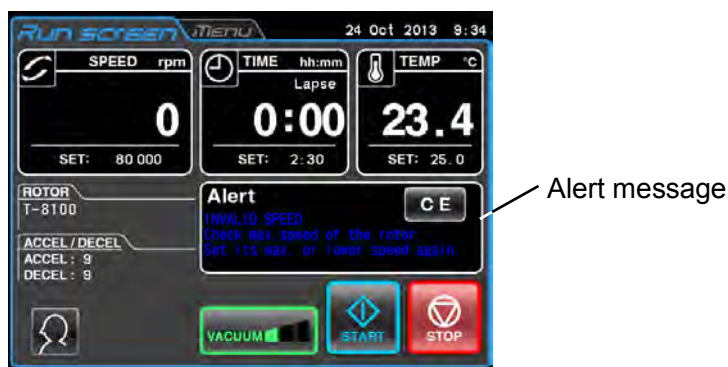 Run screen Menu 24 Oct 2013 9:34
SPEED rpm
0
SET: 80 000
TIME hh:mm
Lapse
0:00
SET: 2:30
TEMP °C
23.4
SET: 25.0
ROTOR
T-8100
ACCEL/DECEL
ACCEL: 9
DECEL: 9
Alert
CE
INVALID SPEED
Check max. speed of the rotor.
Set its max. or lower speed again.
Alert message
VACUUM
START
STOP